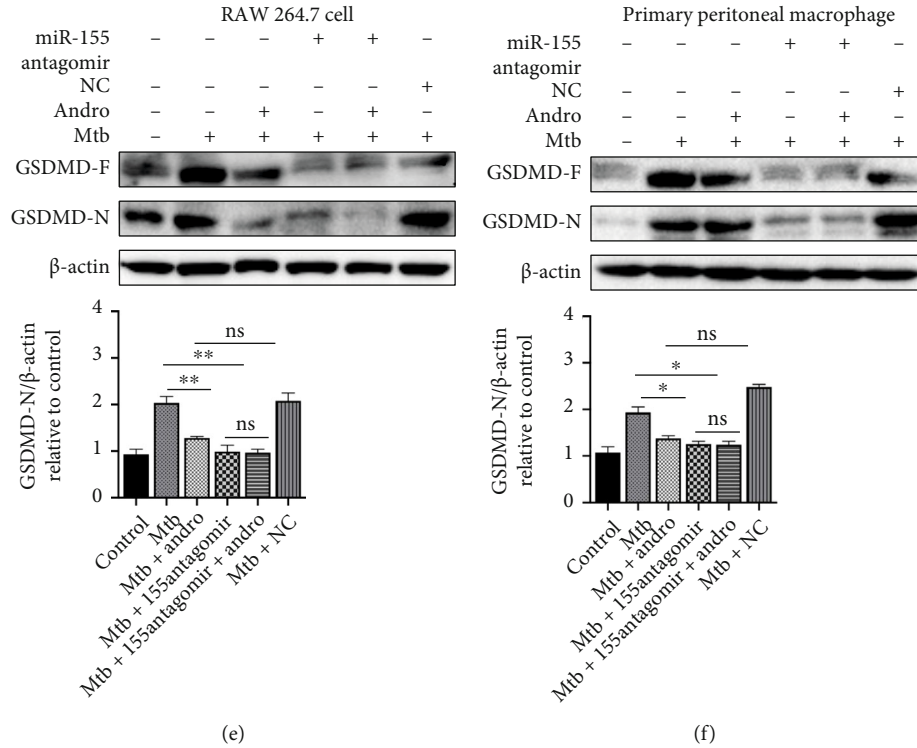 RAW 264.7 cell
miR-155 antagomir – – – + + –
NC – – – – – +
Andro – – + – + –
Mtb – + + + + +
GSDMD-F
GSDMD-N
β-actin
GSDMD-N/β-actin
relative to control
4
3
2
1
0
ns
**
**
ns
Control
Mtb
Mtb + andro
Mtb + 155antagomir
Mtb + 155antagomir + andro
Mtb + NC
(e)
Primary peritoneal macrophage
miR-155 antagomir – – – + + –
NC – – – – – +
Andro – – + – + –
Mtb – + + + + +
GSDMD-F
GSDMD-N
β-actin
GSDMD-N/β-actin
relative to control
4
3
2
1
0
ns
*
*
ns
Control
Mtb
Mtb + andro
Mtb + 155antagomir
Mtb + 155antagomir + andro
Mtb + NC
(f)